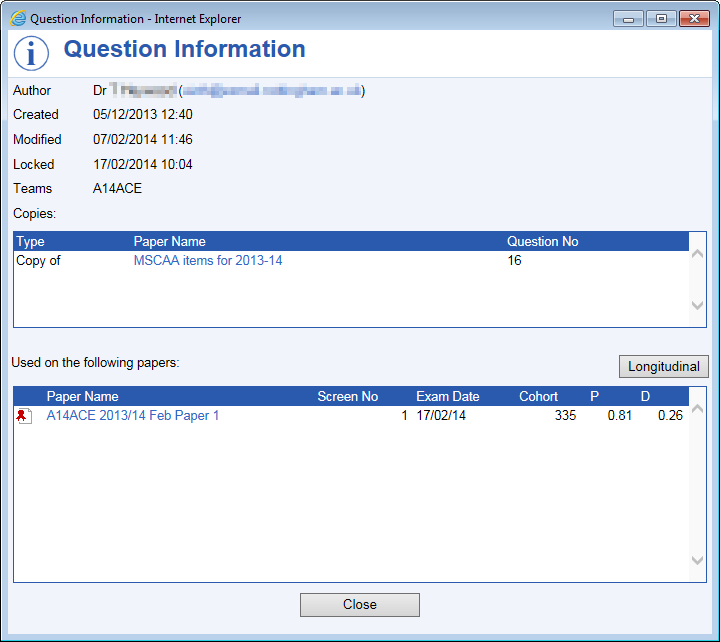 Question Information - Internet Explorer
Question Information
Author Dr
Created 05/12/2013 12:40
Modified 07/02/2014 11:46
Locked 17/02/2014 10:04
Teams A14ACE
Copies:
Type Paper Name Question No
Copy of MSCAA items for 2013-14 16
Used on the following papers:
Longitudinal
Paper Name Screen No Exam Date Cohort P D
A14ACE 2013/14 Feb Paper 1 1 17/02/14 335 0.81 0.26
Close